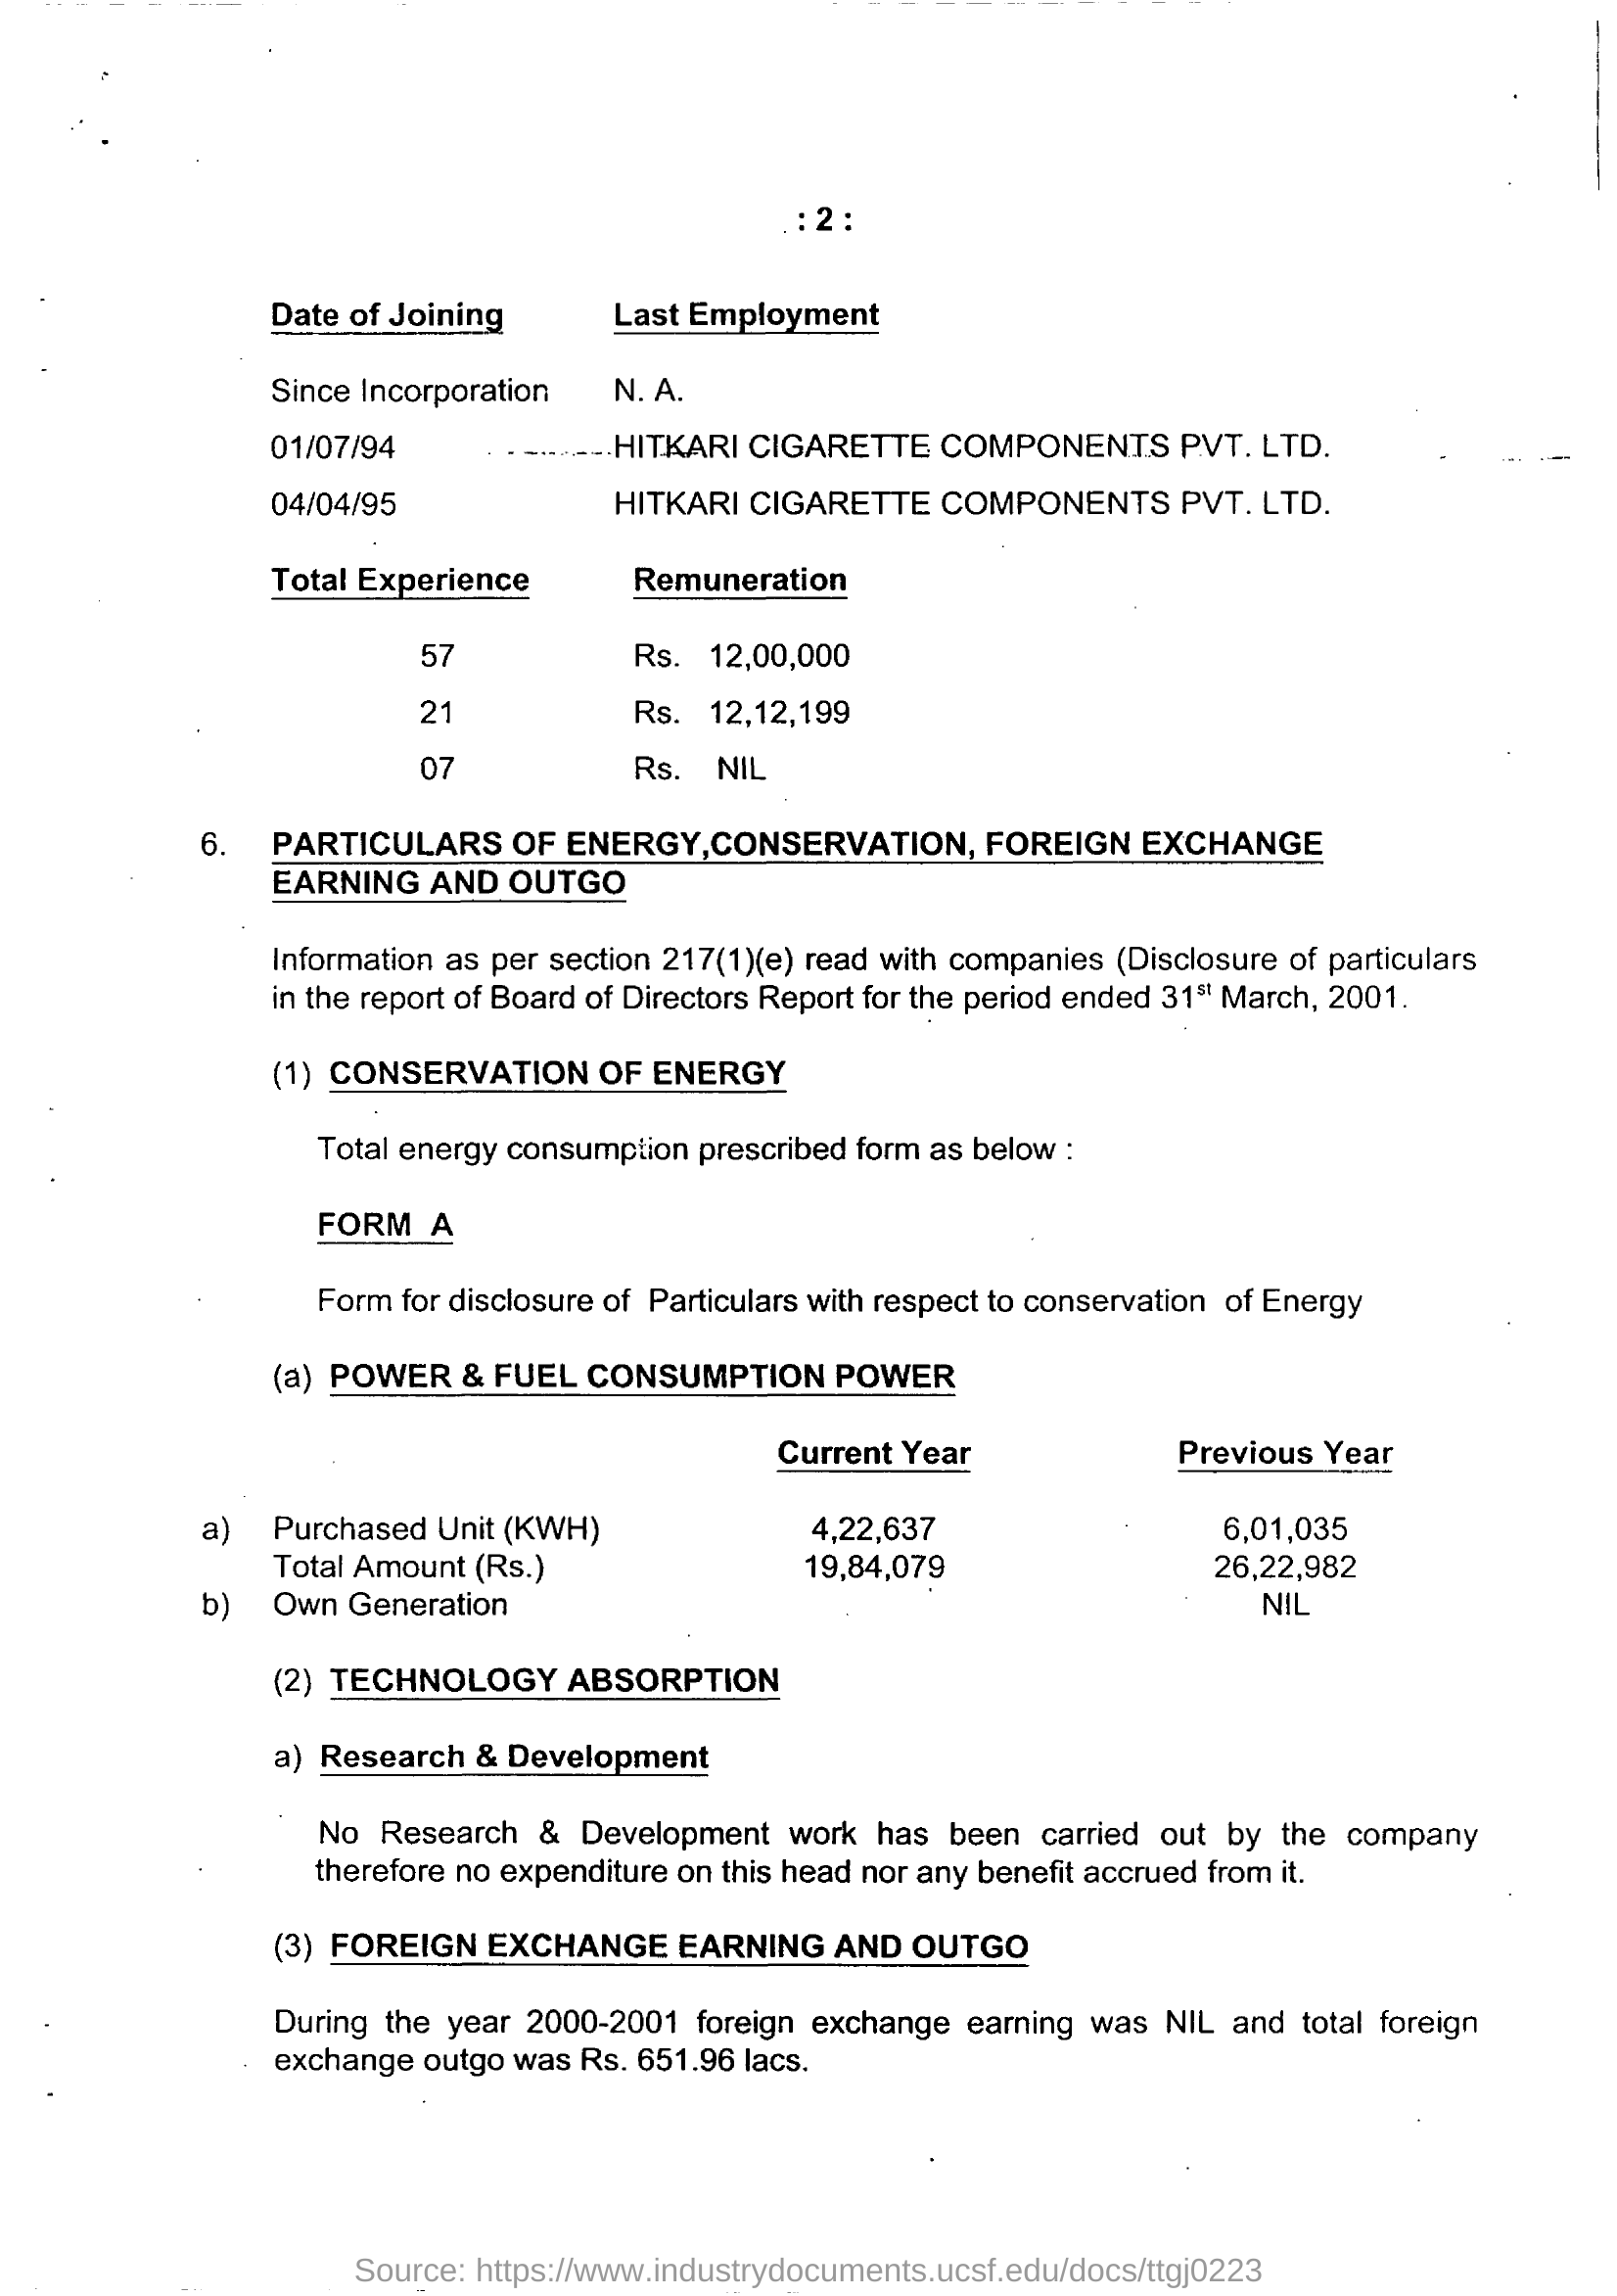 : 2 :
Date of Joining Last Employment
Since Incorporation N. A.
01/07/94 HITKARI CIGARETTE COMPONENTS PVT. LTD.
04/04/95 HITKARI CIGARETTE COMPONENTS PVT. LTD.
Total Experience Remuneration
57 Rs. 12,00,000
21 Rs. 12,12,199
07 Rs. NIL
6. PARTICULARS OF ENERGY,CONSERVATION, FOREIGN EXCHANGE
EARNING AND OUTGO
Information as per section 217(1)(e) read with companies (Disclosure of particulars
in the report of Board of Directors Report for the period ended 31st March, 2001.
(1) CONSERVATION OF ENERGY
Total energy consumption prescribed form as below :
FORM A
Form for disclosure of Particulars with respect to conservation of Energy
(a) POWER & FUEL CONSUMPTION POWER
Current Year Previous Year
a) Purchased Unit (KWH) 4,22,637 6,01,035
Total Amount (Rs.) 19,84,079 26,22,982
b) Own Generation NIL
(2) TECHNOLOGY ABSORPTION
a) Research & Development
No Research & Development work has been carried out by the company
therefore no expenditure on this head nor any benefit accrued from it.
(3) FOREIGN EXCHANGE EARNING AND OUTGO
During the year 2000-2001 foreign exchange earning was NIL and total foreign
exchange outgo was Rs. 651.96 lacs.
Source: https://www.industrydocuments.ucsf.edu/docs/ttgj0223